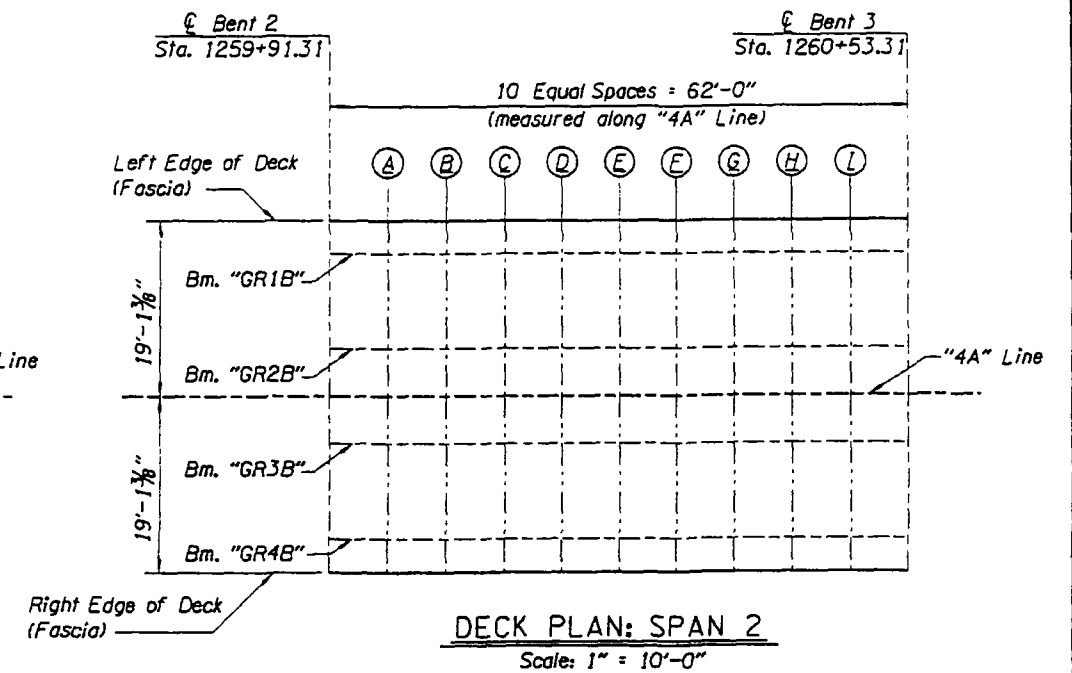 ℄ Bent 2
Sta. 1259+91.31
℄ Bent 3
Sta. 1260+53.31
10 Equal Spaces = 62'-0"
(measured along "4A" Line)
Left Edge of Deck
(Fascia)
A B C D E F G H I
Bm. "GR1B"
19'-1⅜"
Line
Bm. "GR2B"
"4A" Line
Bm. "GR3B"
19'-1⅜"
Bm. "GR4B"
Right Edge of Deck
(Fascia)
DECK PLAN: SPAN 2
Scale: 1" = 10'-0"